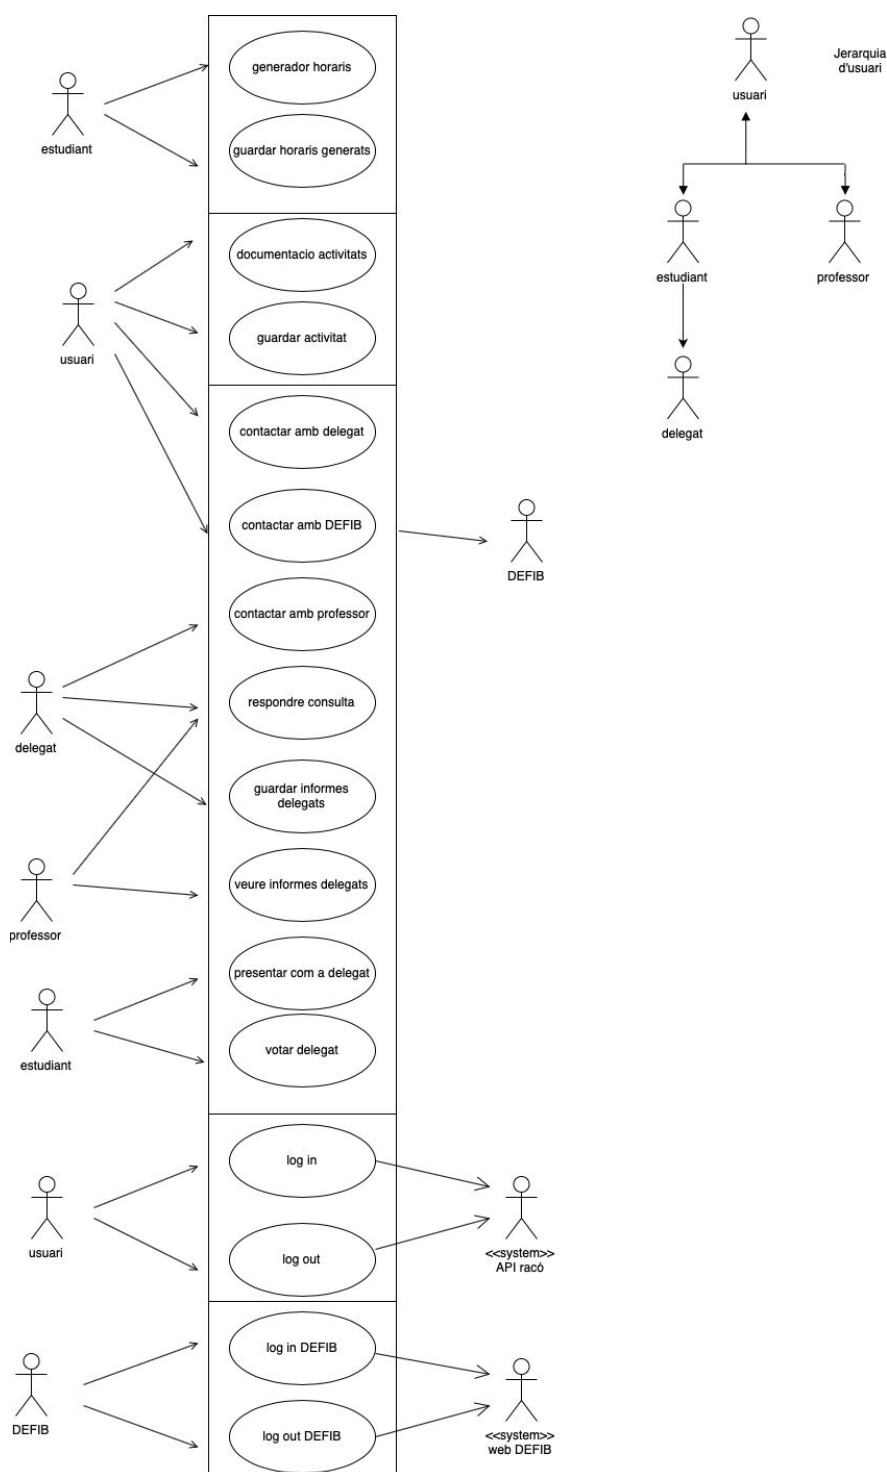 usuari
Jerarquia
d'usuari
estudiant
professor
delegat
estudiant
generador horaris
guardar horaris generats
usuari
documentacio activitats
guardar activitat
contactar amb delegat
contactar amb DEFIB
DEFIB
contactar amb professor
delegat
respondre consulta
guardar informes
delegats
professor
veure informes delegats
estudiant
presentar com a delegat
votar delegat
usuari
log in
log out
<<system>>
API racó
DEFIB
log in DEFIB
log out DEFIB
<<system>>
web DEFIB